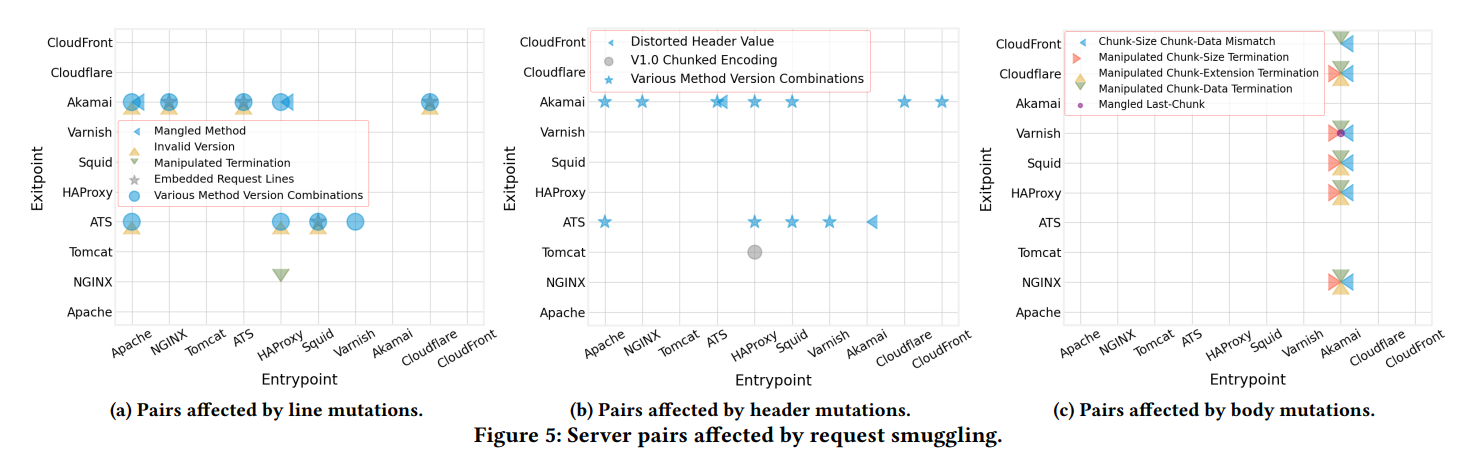 Exitpoint
CloudFront
Cloudflare
Akamai
Varnish
Squid
HAProxy
ATS
Tomcat
NGINX
Apache
Mangled Method
Invalid Version
Manipulated Termination
Embedded Request Lines
Various Method Version Combinations
Apache NGINX Tomcat ATS HAProxy Squid Varnish Akamai Cloudflare CloudFront
Entrypoint
(a) Pairs affected by line mutations.
Exitpoint
CloudFront
Cloudflare
Akamai
Varnish
Squid
HAProxy
ATS
Tomcat
NGINX
Apache
Distorted Header Value
V1.0 Chunked Encoding
Various Method Version Combinations
Apache NGINX Tomcat ATS HAProxy Squid Varnish Akamai Cloudflare CloudFront
Entrypoint
(b) Pairs affected by header mutations.
Exitpoint
CloudFront
Cloudflare
Akamai
Varnish
Squid
HAProxy
ATS
Tomcat
NGINX
Apache
Chunk-Size Chunk-Data Mismatch
Manipulated Chunk-Size Termination
Manipulated Chunk-Extension Termination
Manipulated Chunk-Data Termination
Mangled Last-Chunk
Apache NGINX Tomcat ATS HAProxy Squid Varnish Akamai Cloudflare CloudFront
Entrypoint
(c) Pairs affected by body mutations.
Figure 5: Server pairs affected by request smuggling.